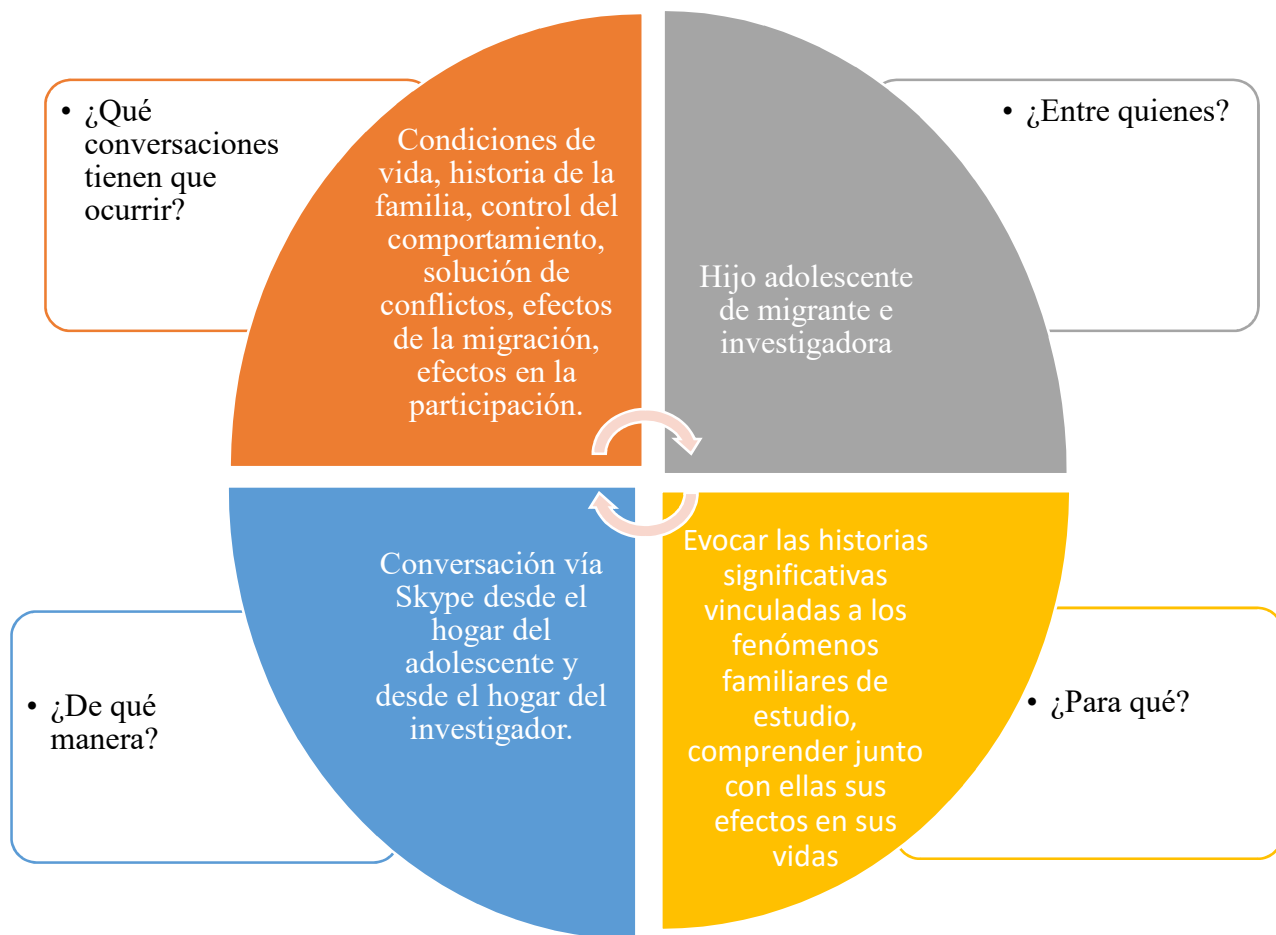 • ¿Qué
conversaciones
tienen que
ocurrir?
Condiciones de
vida, historia de la
familia, control del
comportamiento,
solución de
conflictos, efectos
de la migración,
efectos en la
participación.
• ¿Entre quienes?
Hijo adolescente
de migrante e
investigadora
• ¿De qué
manera?
Conversación vía
Skype desde el
hogar del
adolescente y
desde el hogar del
investigador.
Evocar las historias
significativas
vinculadas a los
fenómenos
familiares de
estudio,
comprender junto
con ellas sus
efectos en sus
vidas
• ¿Para qué?